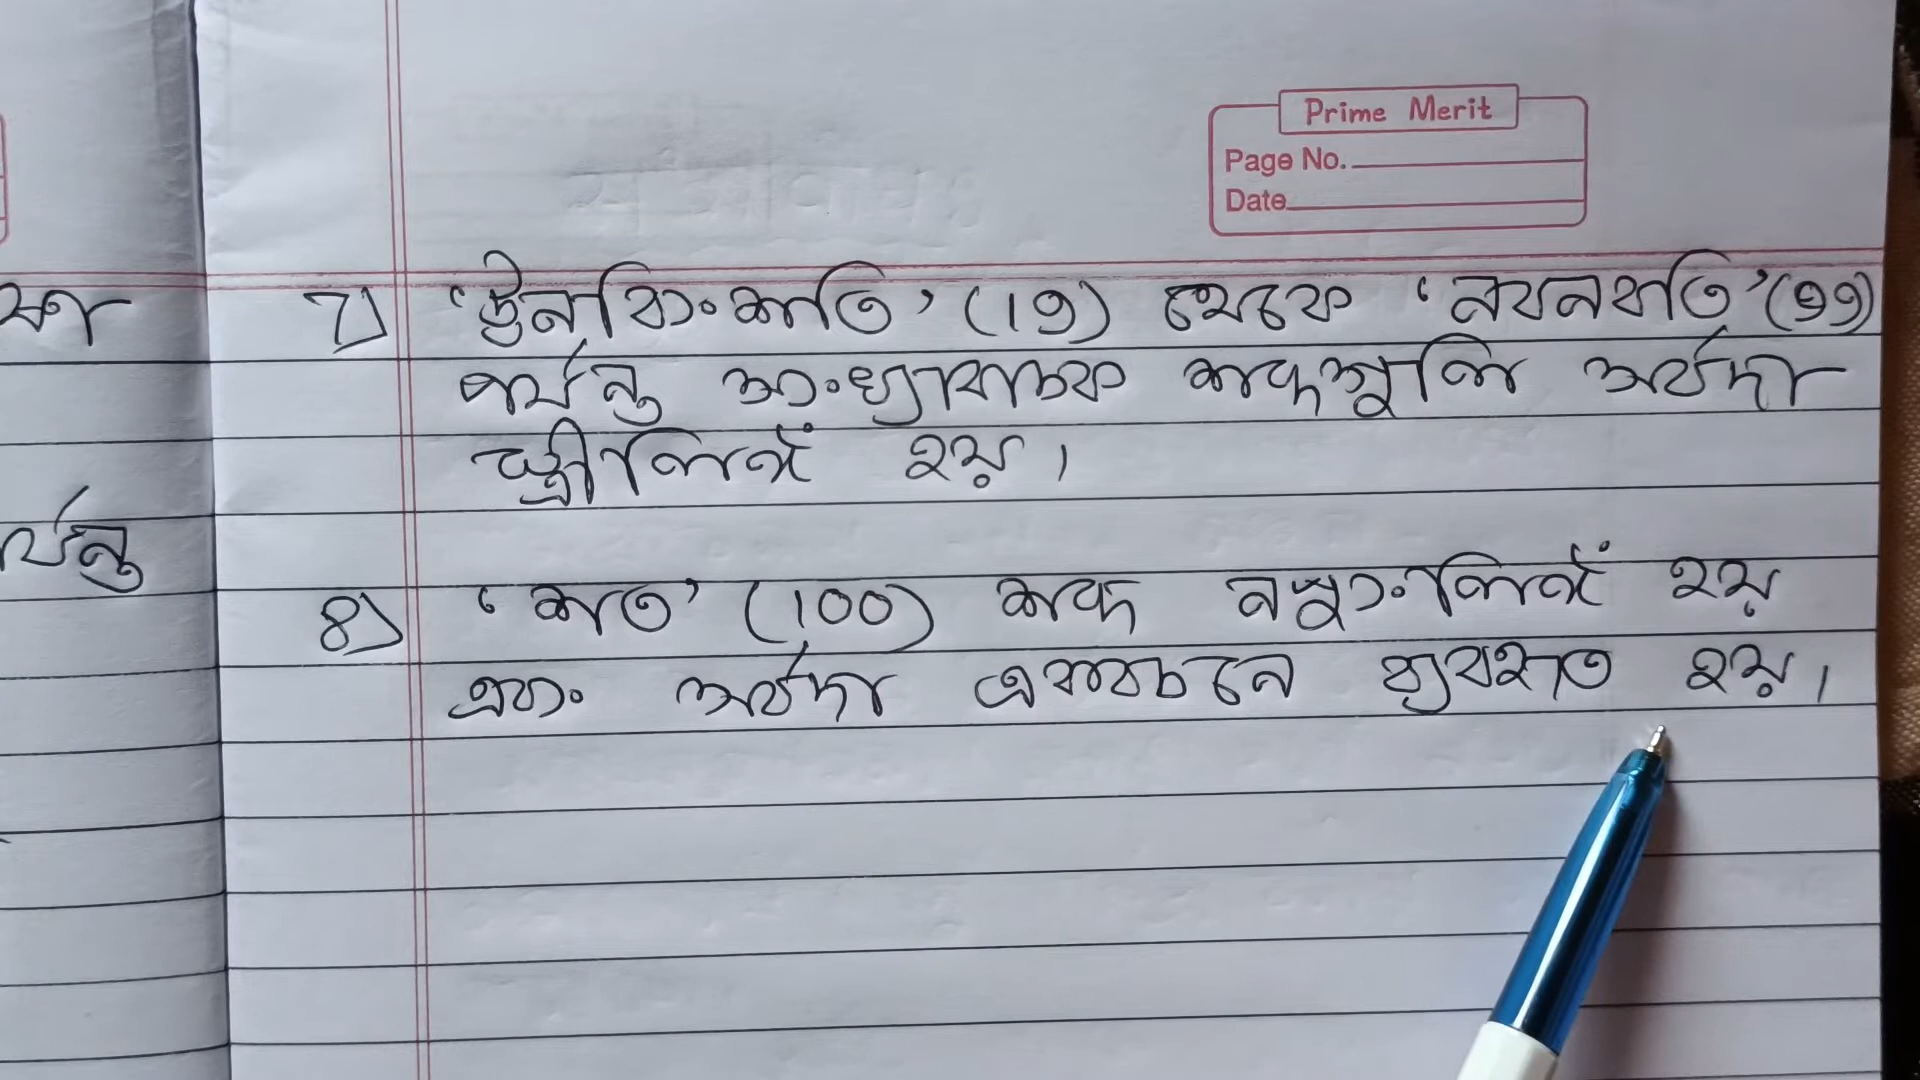 Prime Merit
Page No.
Date
7) 'ঊনবিংশতি' (19) থেকে 'নবনবতি' (99)
পর্যন্ত সংখ্যাবাচক শব্দগুলি সর্বদা
স্ত্রীলিঙ্গ হয়।
8) 'শত' (100) শব্দ নপুংলিঙ্গ হয়
এবং সর্বদা একবচনে ব্যবহৃত হয়।
র্যন্ত